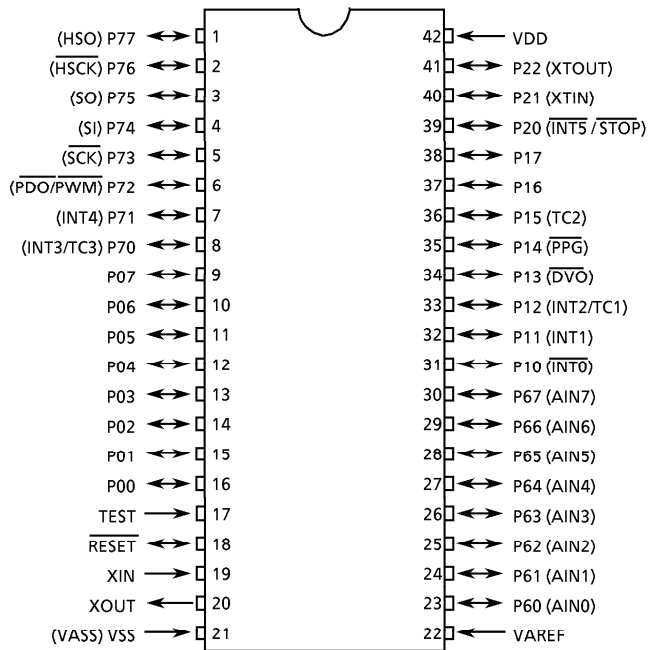 (HSO) P77 1 42 VDD
(HSCK) P76 2 41 P22 (XTOUT)
(SO) P75 3 40 P21 (XTIN)
(SI) P74 4 39 P20 (INT5 / STOP)
(SCK) P73 5 38 P17
(PDO/PWM) P72 6 37 P16
(INT4) P71 7 36 P15 (TC2)
(INT3/TC3) P70 8 35 P14 (PPG)
P07 9 34 P13 (DVO)
P06 10 33 P12 (INT2/TC1)
P05 11 32 P11 (INT1)
P04 12 31 P10 (INT0)
P03 13 30 P67 (AIN7)
P02 14 29 P66 (AIN6)
P01 15 28 P65 (AIN5)
P00 16 27 P64 (AIN4)
TEST 17 26 P63 (AIN3)
RESET 18 25 P62 (AIN2)
XIN 19 24 P61 (AIN1)
XOUT 20 23 P60 (AIN0)
(VASS) VSS 21 22 VAREF